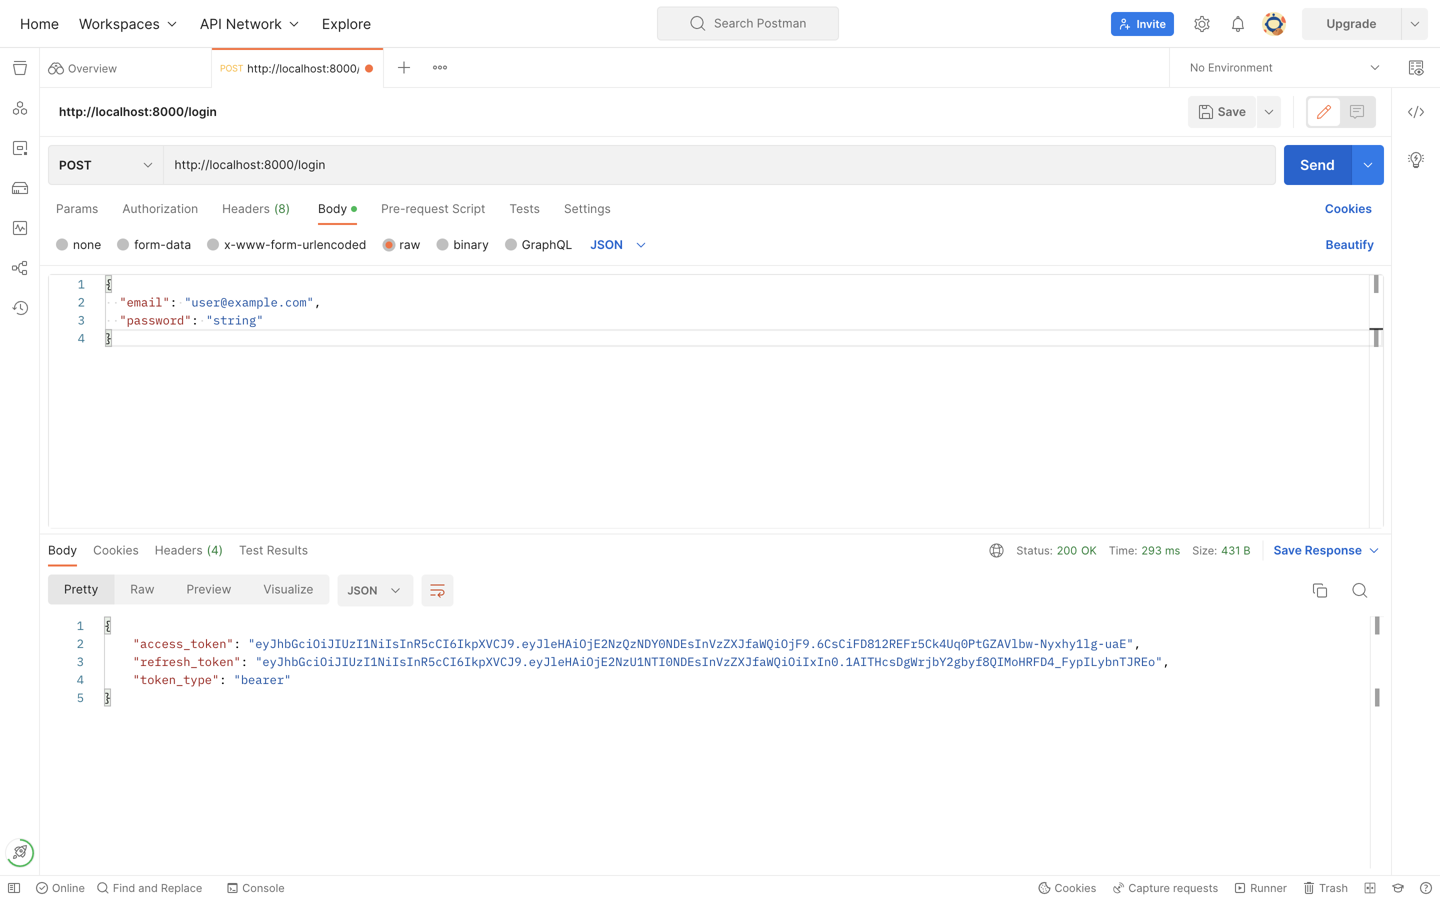 Home Workspaces API Network Explore Search Postman Invite Upgrade
Overview POST http://localhost:8000/ No Environment
http://localhost:8000/login Save
POST http://localhost:8000/login Send
Params Authorization Headers (8) Body Pre-request Script Tests Settings Cookies
none form-data x-www-form-urlencoded raw binary GraphQL JSON Beautify
1 {
2 "email": "user@example.com",
3 "password": "string"
4 }
Body Cookies Headers (4) Test Results Status: 200 OK Time: 293 ms Size: 431 B Save Response
Pretty Raw Preview Visualize JSON
1 {
2 "access_token": "eyJhbGciOiJIUzI1NiIsInR5cCI6IkpXVCJ9.eyJleHAiOjE2NzQzNDY0NDEsInVzZXJfaWQiOjF9.6CsCiFD812REFr5Ck4Uq0PtGZAVlbw-Nyxhy1lg-uaE",
3 "refresh_token": "eyJhbGciOiJIUzI1NiIsInR5cCI6IkpXVCJ9.eyJleHAiOjE2NzU1NTI0NDEsInVzZXJfaWQiOiIxIn0.1AITHcsDgWrjbY2gbyf8QIMoHRFD4_FypILybnTJREo",
4 "token_type": "bearer"
5 }
Online Find and Replace Console Cookies Capture requests Runner Trash